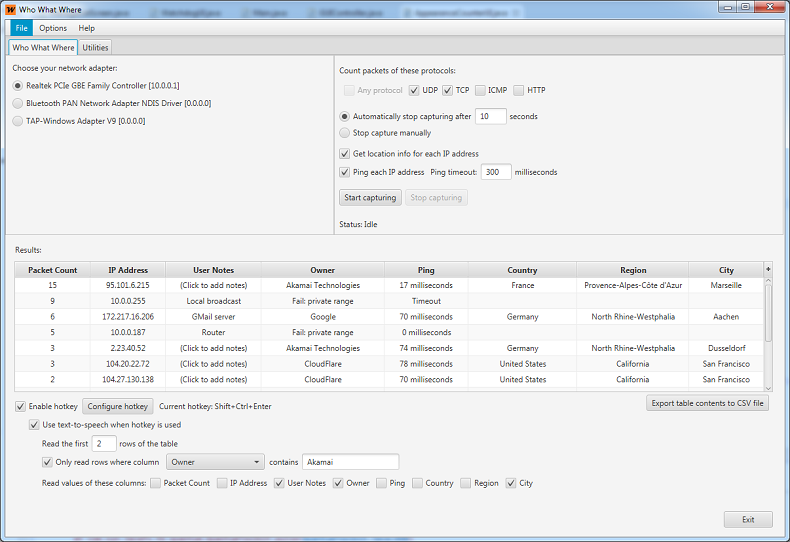 Who What Where
File Options Help
Who What Where Utilities
Choose your network adapter:
Realtek PCIe GBE Family Controller [10.0.0.1]
Bluetooth PAN Network Adapter NDIS Driver [0.0.0.0]
TAP-Windows Adapter V9 [0.0.0.0]
Count packets of these protocols:
Any protocol UDP TCP ICMP HTTP
Automatically stop capturing after 10 seconds
Stop capture manually
Get location info for each IP address
Ping each IP address Ping timeout: 300 milliseconds
Start capturing Stop capturing
Status: Idle
Results:
Packet Count IP Address User Notes Owner Ping Country Region City +
15 95.101.6.215 (Click to add notes) Akamai Technologies 17 milliseconds France Provence-Alpes-Côte d'Azur Marseille
9 10.0.0.255 Local broadcast Fail: private range Timeout
6 172.217.16.206 GMail server Google 70 milliseconds Germany North Rhine-Westphalia Aachen
5 10.0.0.187 Router Fail: private range 0 milliseconds
3 2.23.40.52 (Click to add notes) Akamai Technologies 74 milliseconds Germany North Rhine-Westphalia Dusseldorf
3 104.20.22.72 (Click to add notes) CloudFlare 78 milliseconds United States California San Francisco
2 104.27.130.138 (Click to add notes) CloudFlare 70 milliseconds United States California San Francisco
Enable hotkey Configure hotkey Current hotkey: Shift+Ctrl+Enter Export table contents to CSV file
Use text-to-speech when hotkey is used
Read the first 2 rows of the table
Only read rows where column Owner contains Akamai
Read values of these columns: Packet Count IP Address User Notes Owner Ping Country Region City
Exit